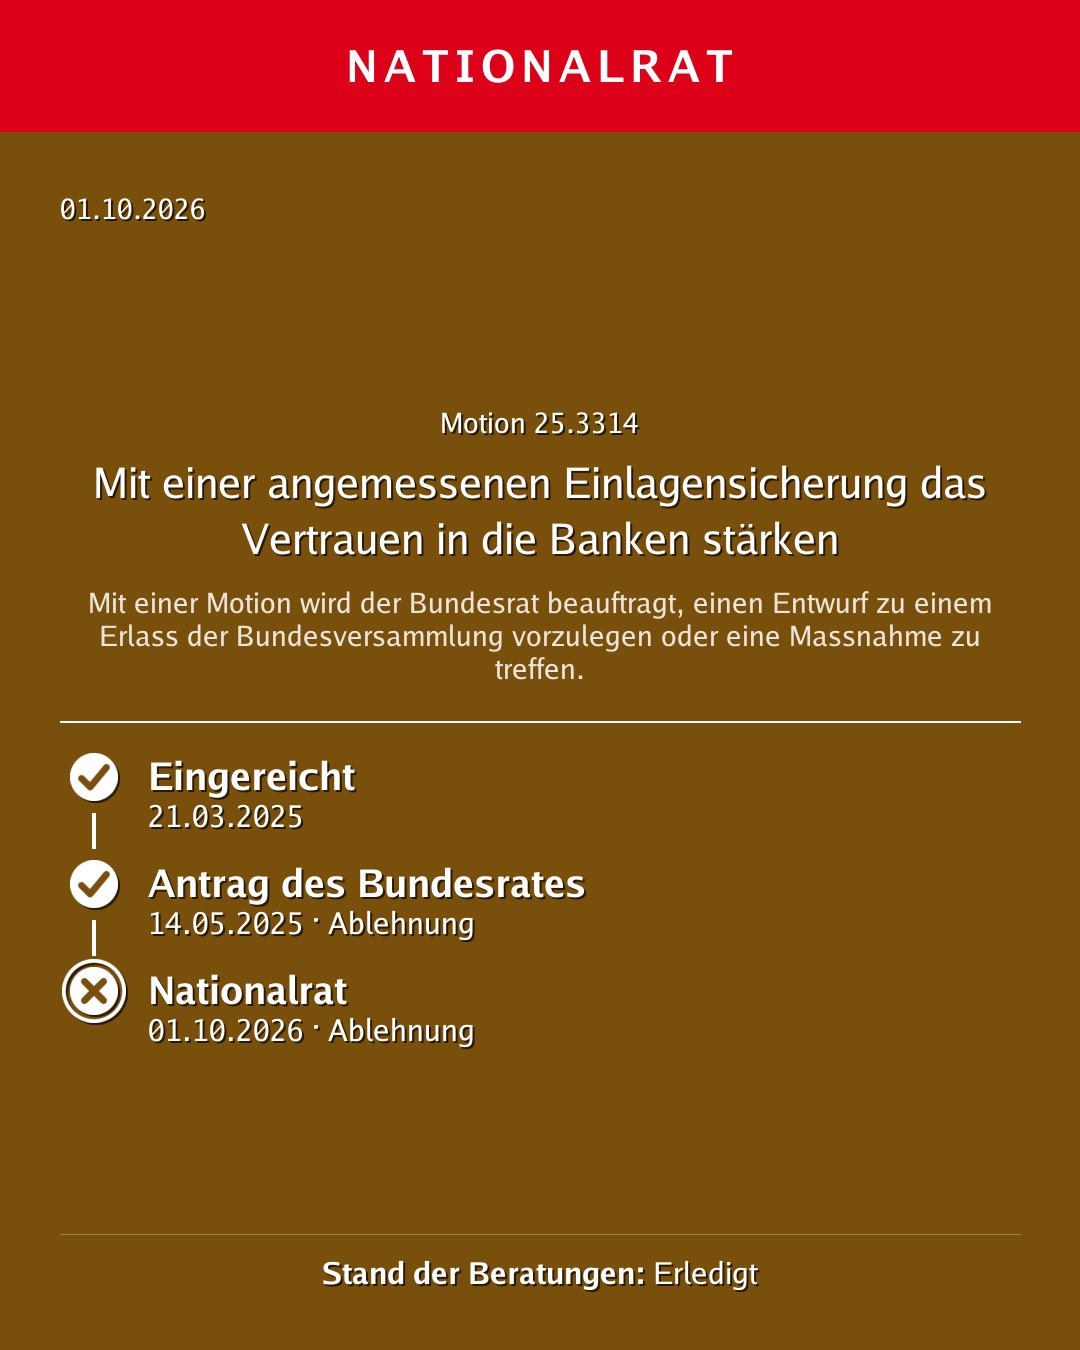 NATIONALRAT
01.10.2026
Motion 25.3314
Mit einer angemessenen Einlagensicherung das
Vertrauen in die Banken stärken
Mit einer Motion wird der Bundesrat beauftragt, einen Entwurf zu einem
Erlass der Bundesversammlung vorzulegen oder eine Massnahme zu
treffen.
Eingereicht
21.03.2025
Antrag des Bundesrates
14.05.2025 · Ablehnung
Nationalrat
01.10.2026 · Ablehnung
Stand der Beratungen: Erledigt